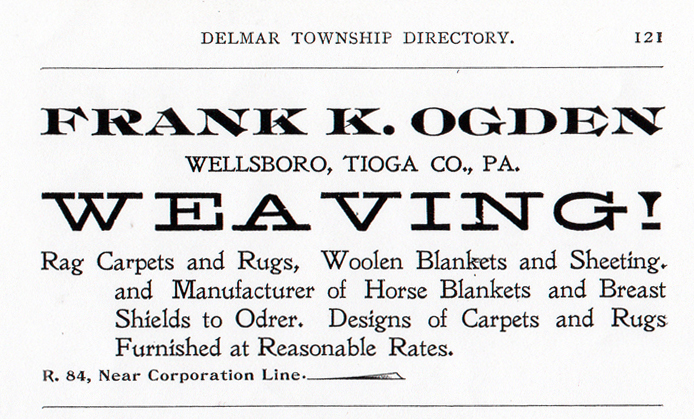 DELMAR TOWNSHIP DIRECTORY. 121
FRANK K. OGDEN
WELLSBORO, TIOGA CO., PA.
WEAVING!
Rag Carpets and Rugs, Woolen Blankets and Sheeting.
and Manufacturer of Horse Blankets and Breast
Shields to Odrer. Designs of Carpets and Rugs
Furnished at Reasonable Rates.
R. 84, Near Corporation Line.